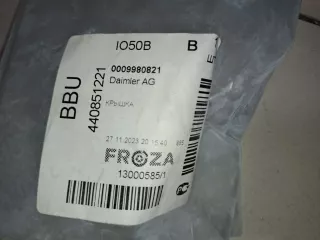 IO50B
B
0009980821
Daimler AG
BBU
440851221
КРЫШКА
FROZA
13000585/1